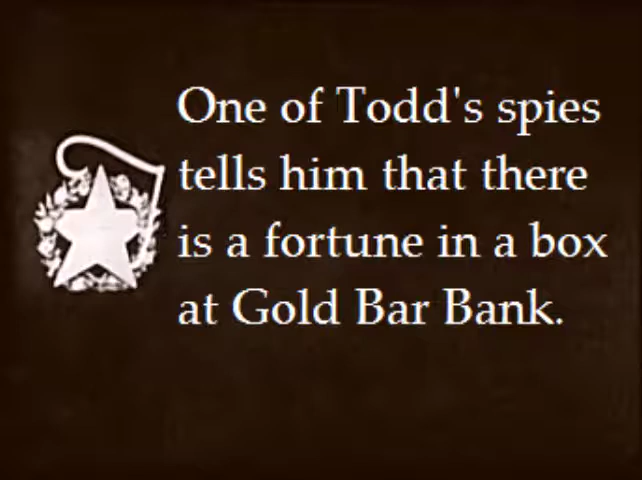 One of Todd's spies
tells him that there
is a fortune in a box
at Gold Bar Bank.